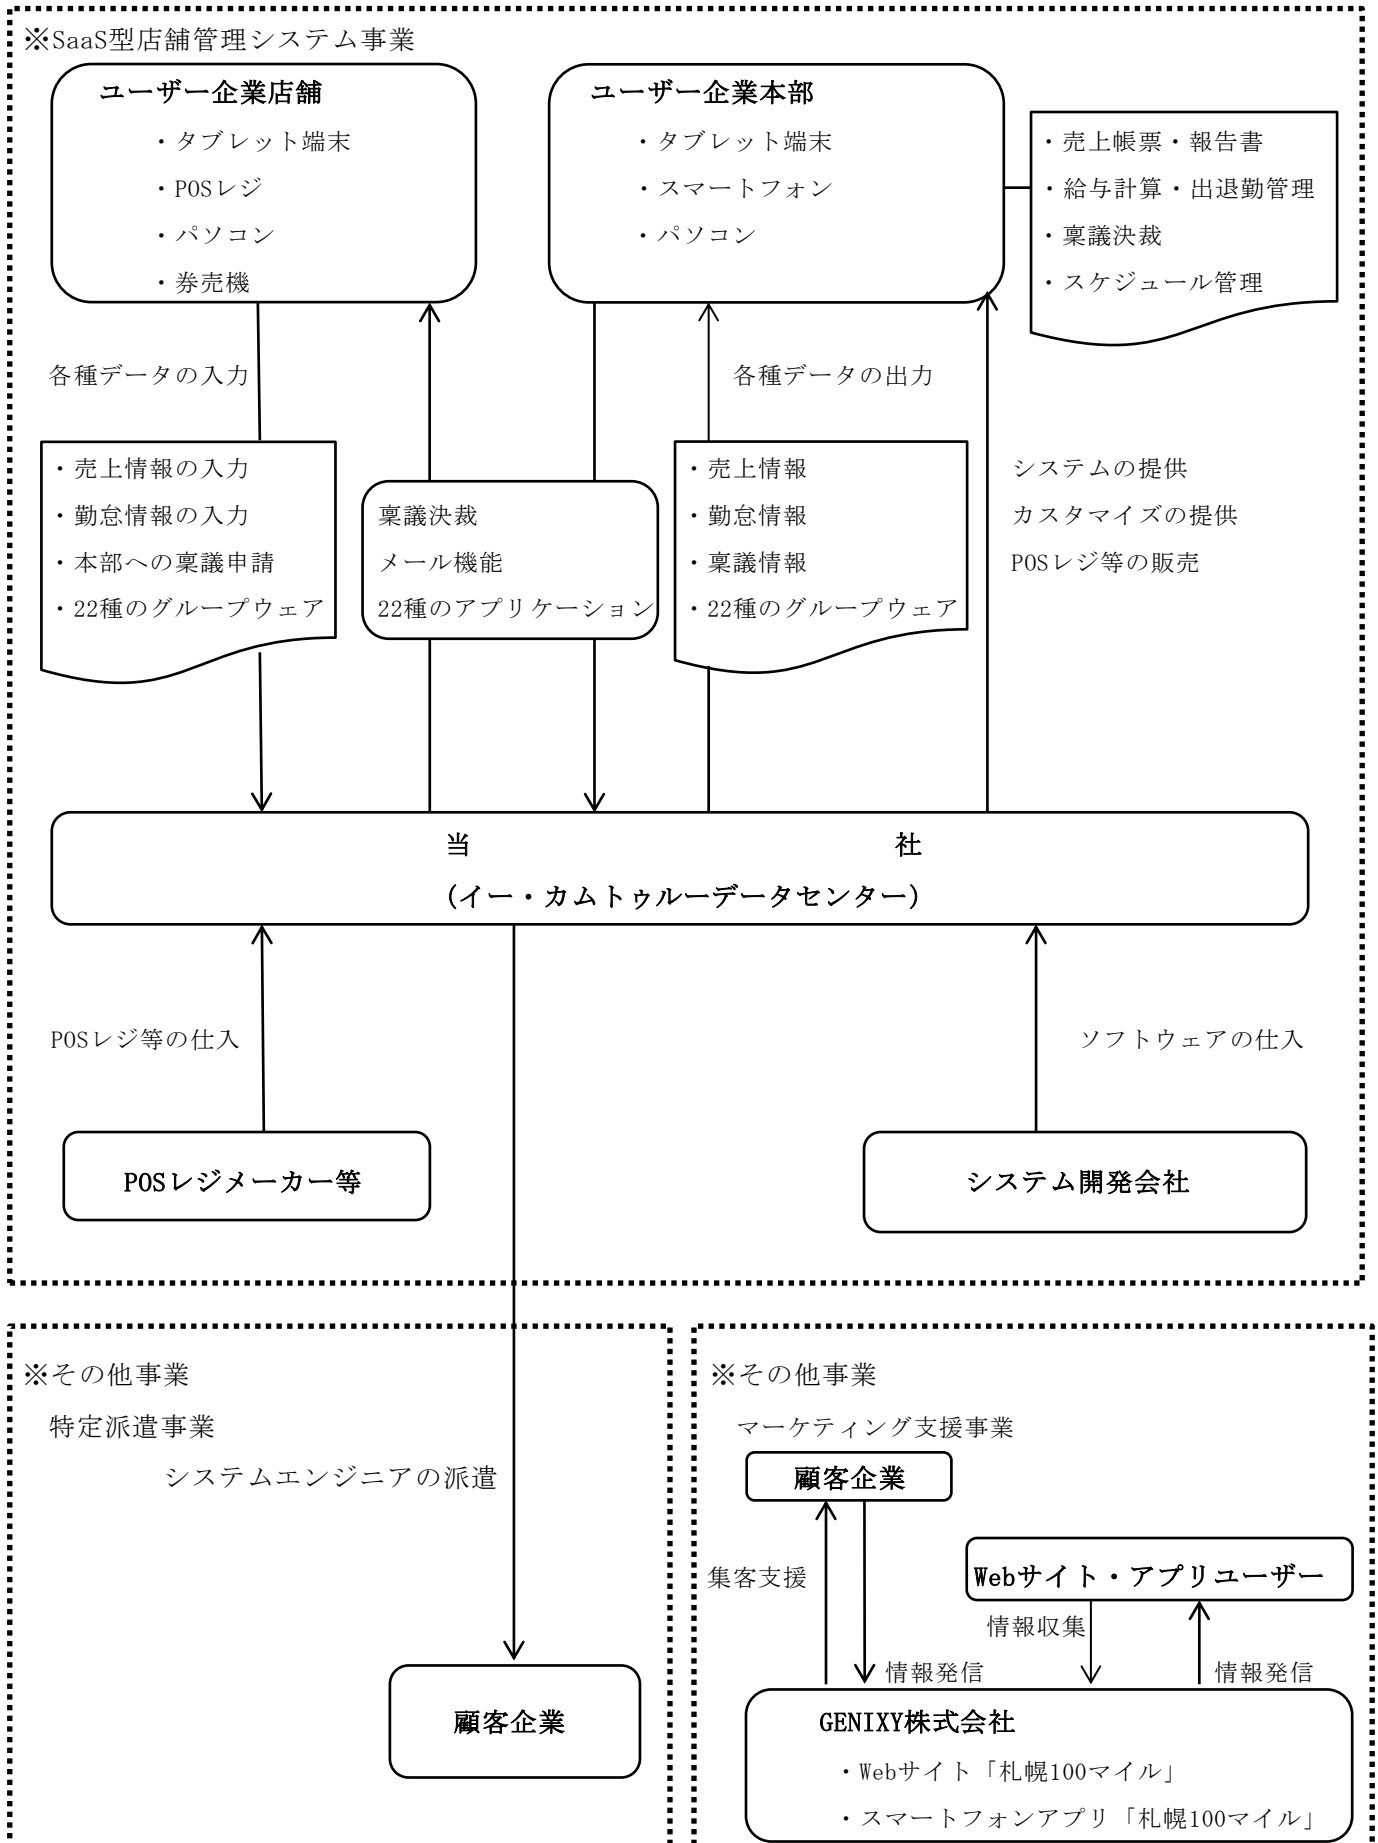 ※SaaS型店舗管理システム事業
ユーザー企業店舗
・タブレット端末
・POSレジ
・パソコン
・券売機
ユーザー企業本部
・タブレット端末
・スマートフォン
・パソコン
・売上帳票・報告書
・給与計算・出退勤管理
・稟議決裁
・スケジュール管理
各種データの入力
各種データの出力
・売上情報の入力
・勤怠情報の入力
・本部への稟議申請
・22種のグループウェア
稟議決裁
メール機能
22種のアプリケーション
・売上情報
・勤怠情報
・稟議情報
・22種のグループウェア
システムの提供
カスタマイズの提供
POSレジ等の販売
当　社
(イー・カムトゥルーデータセンター)
POSレジ等の仕入
ソフトウェアの仕入
POSレジメーカー等
システム開発会社
※その他事業
特定派遣事業
システムエンジニアの派遣
顧客企業
※その他事業
マーケティング支援事業
顧客企業
集客支援
Webサイト・アプリユーザー
情報収集
情報発信
情報発信
GENIXY株式会社
・Webサイト「札幌100マイル」
・スマートフォンアプリ「札幌100マイル」